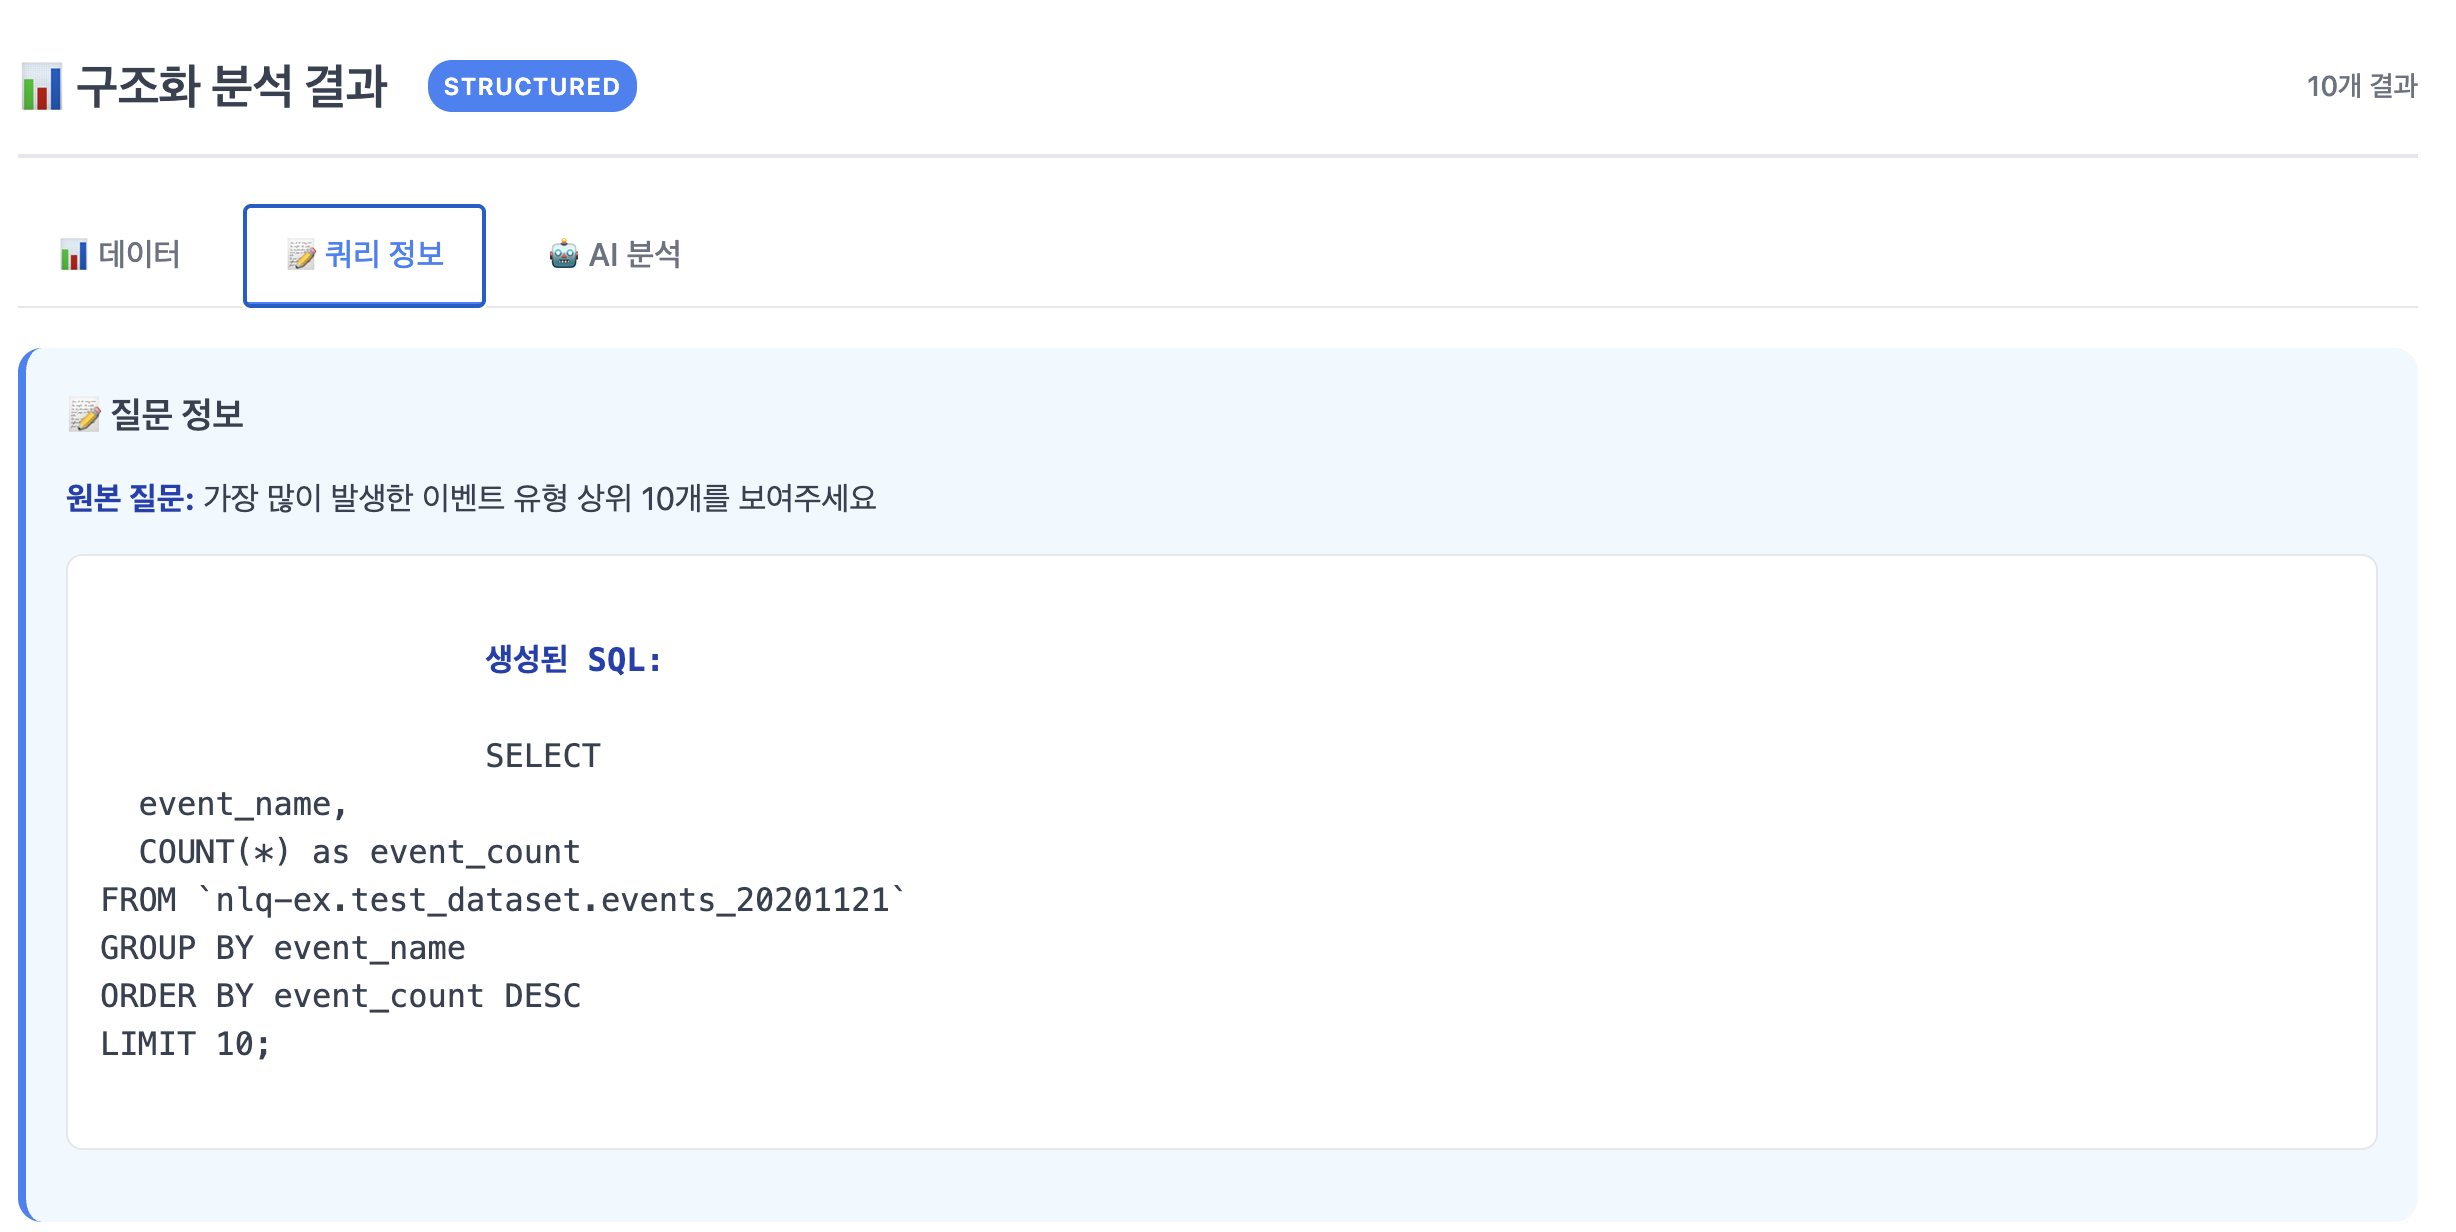 구조화 분석 결과 STRUCTURED 10개 결과
데이터 쿼리 정보 AI 분석
질문 정보
원본 질문: 가장 많이 발생한 이벤트 유형 상위 10개를 보여주세요
생성된 SQL:
SELECT
event_name,
COUNT(*) as event_count
FROM `nlq-ex.test_dataset.events_20201121`
GROUP BY event_name
ORDER BY event_count DESC
LIMIT 10;